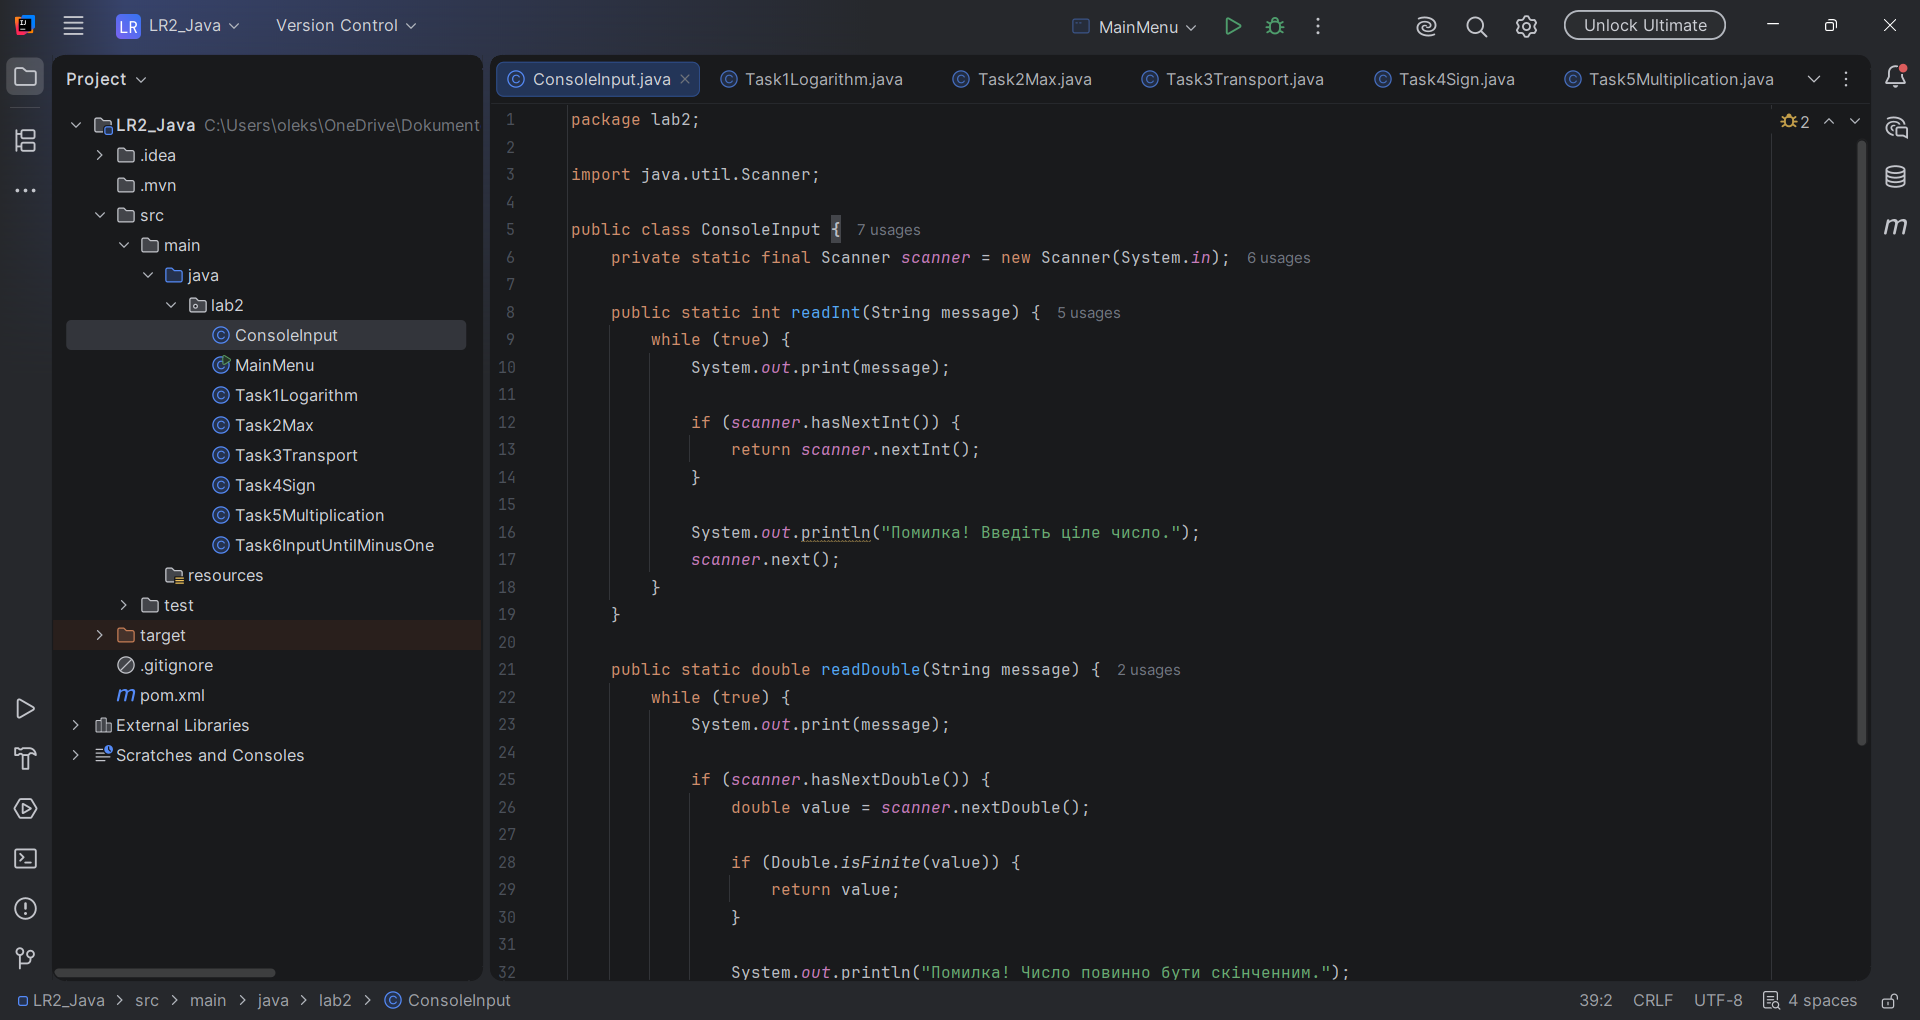 LR LR2_Java Version Control MainMenu Unlock Ultimate
Project
ConsoleInput.java Task1Logarithm.java Task2Max.java Task3Transport.java Task4Sign.java Task5Multiplication.java
LR2_Java C:\Users\oleks\OneDrive\Dokument
.idea
.mvn
src
main
java
lab2
ConsoleInput
MainMenu
Task1Logarithm
Task2Max
Task3Transport
Task4Sign
Task5Multiplication
Task6InputUntilMinusOne
resources
test
target
.gitignore
pom.xml
External Libraries
Scratches and Consoles
1 package lab2;
2
3 import java.util.Scanner;
4
5 public class ConsoleInput { 7 usages
6 private static final Scanner scanner = new Scanner(System.in); 6 usages
7
8 public static int readInt(String message) { 5 usages
9 while (true) {
10 System.out.print(message);
11
12 if (scanner.hasNextInt()) {
13 return scanner.nextInt();
14 }
15
16 System.out.println("Помилка! Введіть ціле число.");
17 scanner.next();
18 }
19 }
20
21 public static double readDouble(String message) { 2 usages
22 while (true) {
23 System.out.print(message);
24
25 if (scanner.hasNextDouble()) {
26 double value = scanner.nextDouble();
27
28 if (Double.isFinite(value)) {
29 return value;
30 }
31
32 System.out.println("Помилка! Число повинно бути скінченним.");
2
m
LR2_Java src main java lab2 ConsoleInput
39:2 CRLF UTF-8 4 spaces